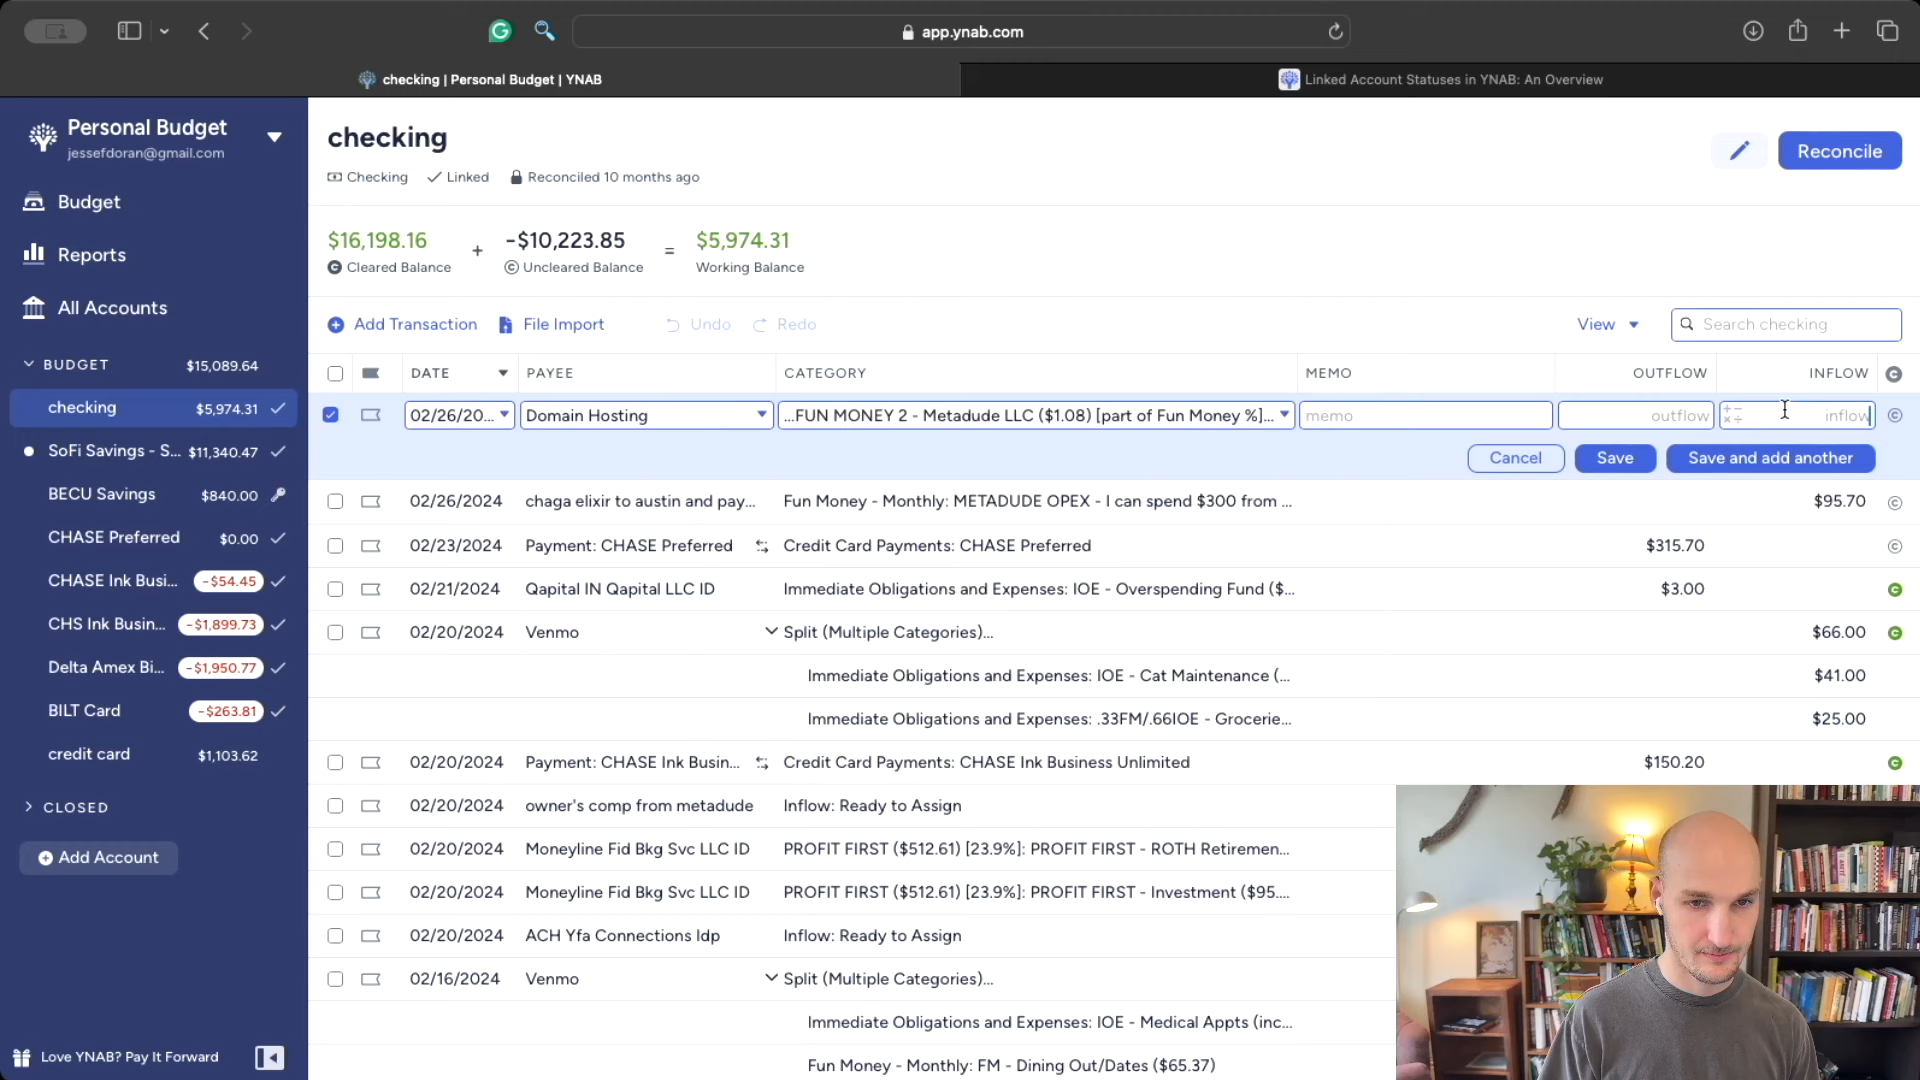 app.ynab.com
checking | Personal Budget | YNAB
Linked Account Statuses in YNAB: An Overview
Personal Budget
jessefdoran@gmail.com
Budget
Reports
All Accounts
BUDGET $15,089.64
checking $5,974.31
SoFi Savings - S... $11,340.47
BECU Savings $840.00
CHASE Preferred $0.00
CHASE Ink Busi... -$54.45
CHS Ink Busin... -$1,899.73
Delta Amex Bi... -$1,950.77
BILT Card -$263.81
credit card $1,103.62
CLOSED
Add Account
Love YNAB? Pay It Forward
checking
Checking Linked Reconciled 10 months ago
Reconcile
$16,198.16 + -$10,223.85 = $5,974.31
Cleared Balance Uncleared Balance Working Balance
Add Transaction File Import Undo Redo View Search checking
DATE PAYEE CATEGORY MEMO OUTFLOW INFLOW
02/26/20... Domain Hosting ...FUN MONEY 2 - Metadude LLC ($1.08) [part of Fun Money %]... memo outflow inflow
Cancel Save Save and add another
02/26/2024 chaga elixir to austin and pay... Fun Money - Monthly: METADUDE OPEX - I can spend $300 from ... $95.70
02/23/2024 Payment: CHASE Preferred Credit Card Payments: CHASE Preferred $315.70
02/21/2024 Qapital IN Qapital LLC ID Immediate Obligations and Expenses: IOE - Overspending Fund ($... $3.00
02/20/2024 Venmo Split (Multiple Categories)... $66.00
Immediate Obligations and Expenses: IOE - Cat Maintenance (... $41.00
Immediate Obligations and Expenses: .33FM/.66IOE - Grocerie... $25.00
02/20/2024 Payment: CHASE Ink Busin... Credit Card Payments: CHASE Ink Business Unlimited $150.20
02/20/2024 owner's comp from metadude Inflow: Ready to Assign
02/20/2024 Moneyline Fid Bkg Svc LLC ID PROFIT FIRST ($512.61) [23.9%]: PROFIT FIRST - ROTH Retiremen...
02/20/2024 Moneyline Fid Bkg Svc LLC ID PROFIT FIRST ($512.61) [23.9%]: PROFIT FIRST - Investment ($95....
02/20/2024 ACH Yfa Connections Idp Inflow: Ready to Assign
02/16/2024 Venmo Split (Multiple Categories)...
Immediate Obligations and Expenses: IOE - Medical Appts (inc...
Fun Money - Monthly: FM - Dining Out/Dates ($65.37)